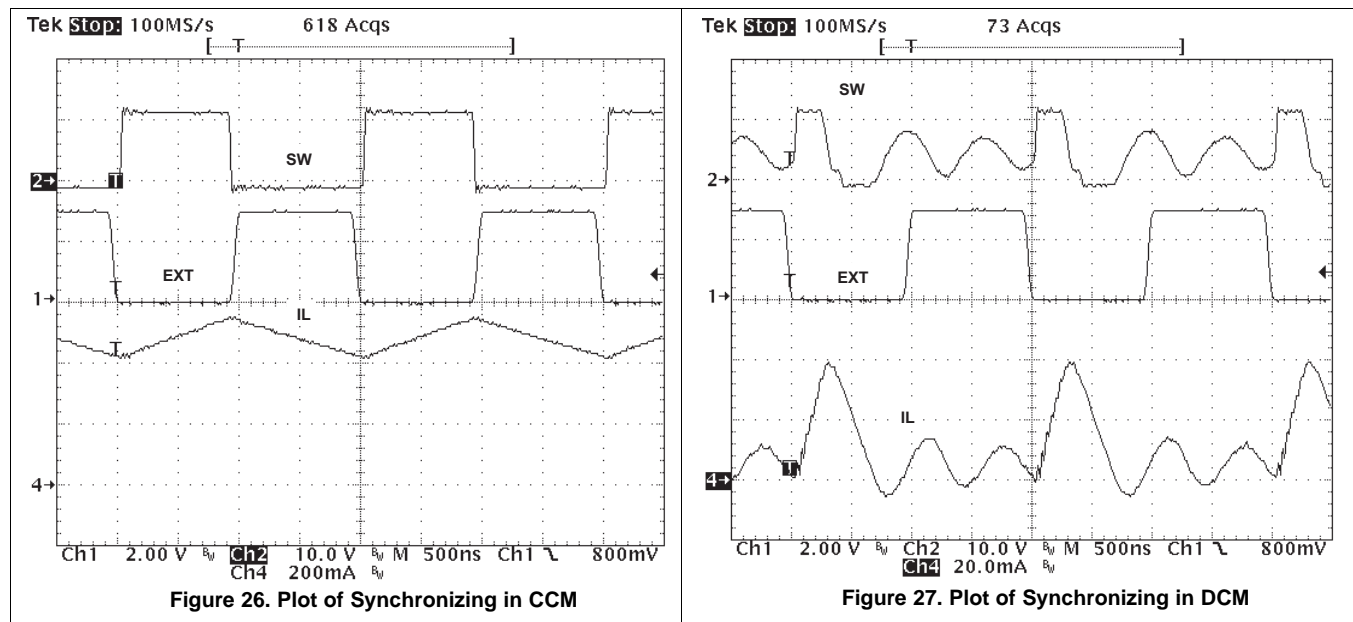 Tek Stop: 100MS/s 618 Acqs
[ T ]
SW
2→ T
T
EXT
1→
IL
T
4→
Ch1 2.00 V BW Ch2 10.0 V BW M 500ns Ch1 800mV
Ch4 200mA BW
Figure 26. Plot of Synchronizing in CCM
Tek Stop: 100MS/s 73 Acqs
[ T ]
SW
T
2→
T
EXT
1→
IL
T
4→
Ch1 2.00 V BW Ch2 10.0 V BW M 500ns Ch1 800mV
Ch4 20.0mA BW
Figure 27. Plot of Synchronizing in DCM